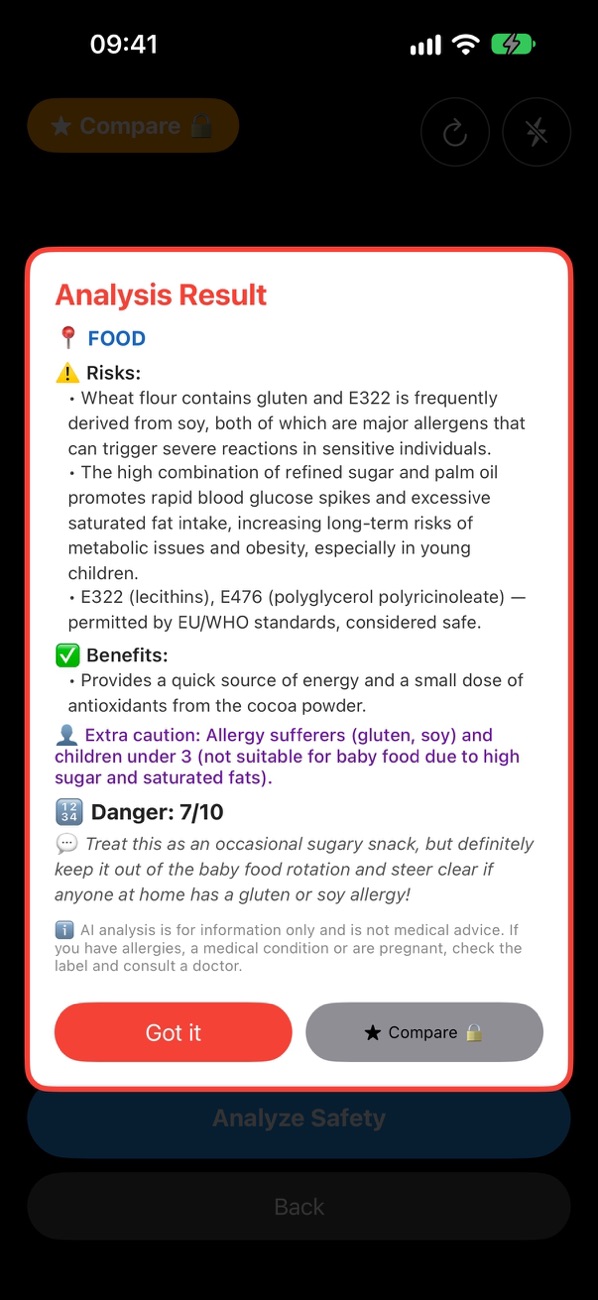 09:41
★ Compare 🔒
Analysis Result
📍 FOOD
⚠️ Risks:
• Wheat flour contains gluten and E322 is frequently
derived from soy, both of which are major allergens that
can trigger severe reactions in sensitive individuals.
• The high combination of refined sugar and palm oil
promotes rapid blood glucose spikes and excessive
saturated fat intake, increasing long-term risks of
metabolic issues and obesity, especially in young
children.
• E322 (lecithins), E476 (polyglycerol polyricinoleate) —
permitted by EU/WHO standards, considered safe.
✅ Benefits:
• Provides a quick source of energy and a small dose of
antioxidants from the cocoa powder.
👤 Extra caution: Allergy sufferers (gluten, soy) and
children under 3 (not suitable for baby food due to high
sugar and saturated fats).
🔢 Danger: 7/10
💬 Treat this as an occasional sugary snack, but definitely
keep it out of the baby food rotation and steer clear if
anyone at home has a gluten or soy allergy!
ℹ️ AI analysis is for information only and is not medical advice. If
you have allergies, a medical condition or are pregnant, check the
label and consult a doctor.
Got it
★ Compare 🔒
Analyze Safety
Back